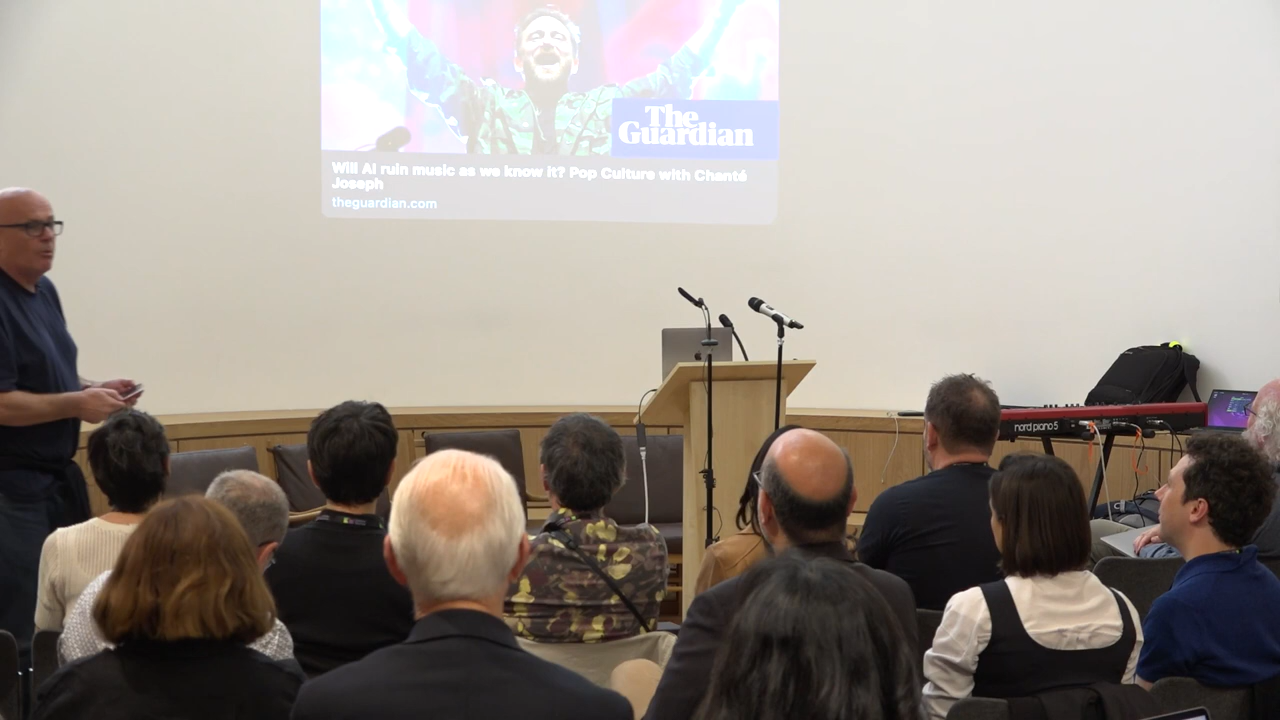 The
Guardian
Will AI ruin music as we know it? Pop Culture with Chanté
Joseph
theguardian.com
nord piano 5